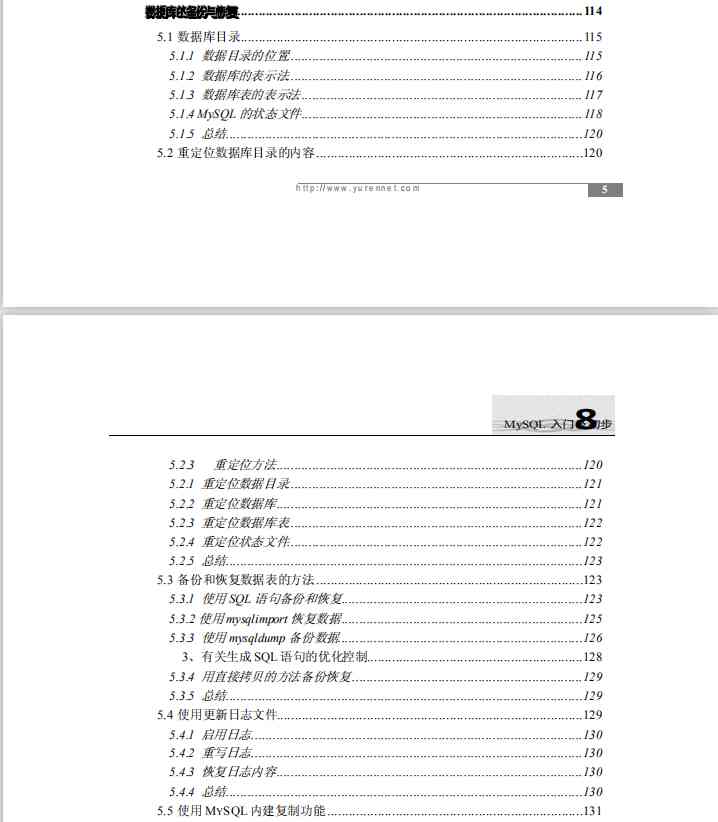 数据库的备份与恢复......114
5.1 数据库目录......115
5.1.1 数据目录的位置......115
5.1.2 数据库的表示法......116
5.1.3 数据库表的表示法......117
5.1.4 MySQL 的状态文件......118
5.1.5 总结......120
5.2 重定位数据库目录的内容......120
http://www.yurennet.com
5
MySQL 入门 8 初步
5.2.3 重定位方法......120
5.2.1 重定位数据目录......121
5.2.2 重定位数据库......121
5.2.3 重定位数据库表......122
5.2.4 重定位状态文件......122
5.2.5 总结......123
5.3 备份和恢复数据表的方法......123
5.3.1 使用 SQL 语句备份和恢复......123
5.3.2 使用 mysqlimport 恢复数据......125
5.3.3 使用 mysqldump 备份数据......126
3、有关生成 SQL 语句的优化控制......128
5.3.4 用直接拷贝的方法备份恢复......129
5.3.5 总结......129
5.4 使用更新日志文件......129
5.4.1 启用日志......130
5.4.2 重写日志......130
5.4.3 恢复日志内容......130
5.4.4 总结......130
5.5 使用 MySQL 内建复制功能......131